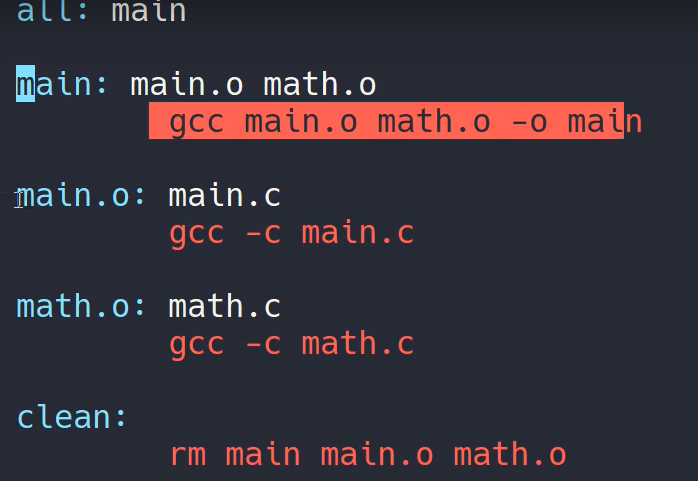 all: main
main: main.o math.o
gcc main.o math.o -o main
main.o: main.c
gcc -c main.c
math.o: math.c
gcc -c math.c
clean:
rm main main.o math.o